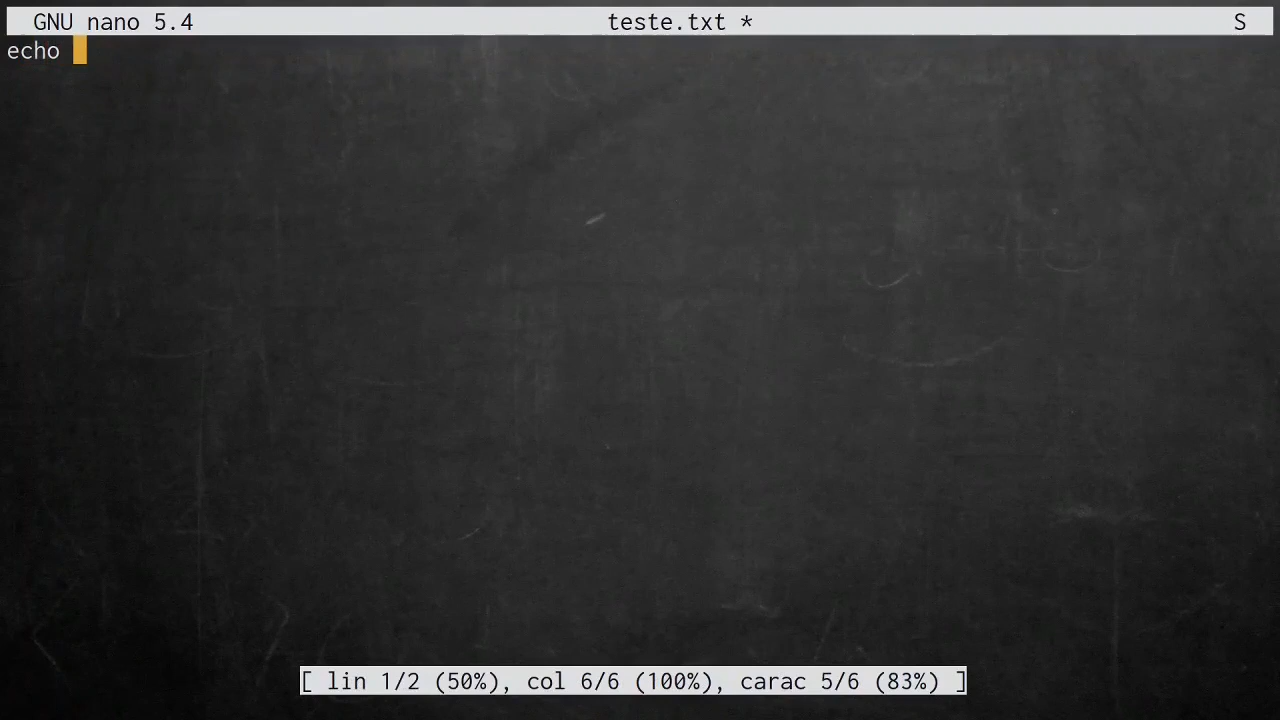 GNU nano 5.4 teste.txt * S
echo
[ lin 1/2 (50%), col 6/6 (100%), carac 5/6 (83%) ]